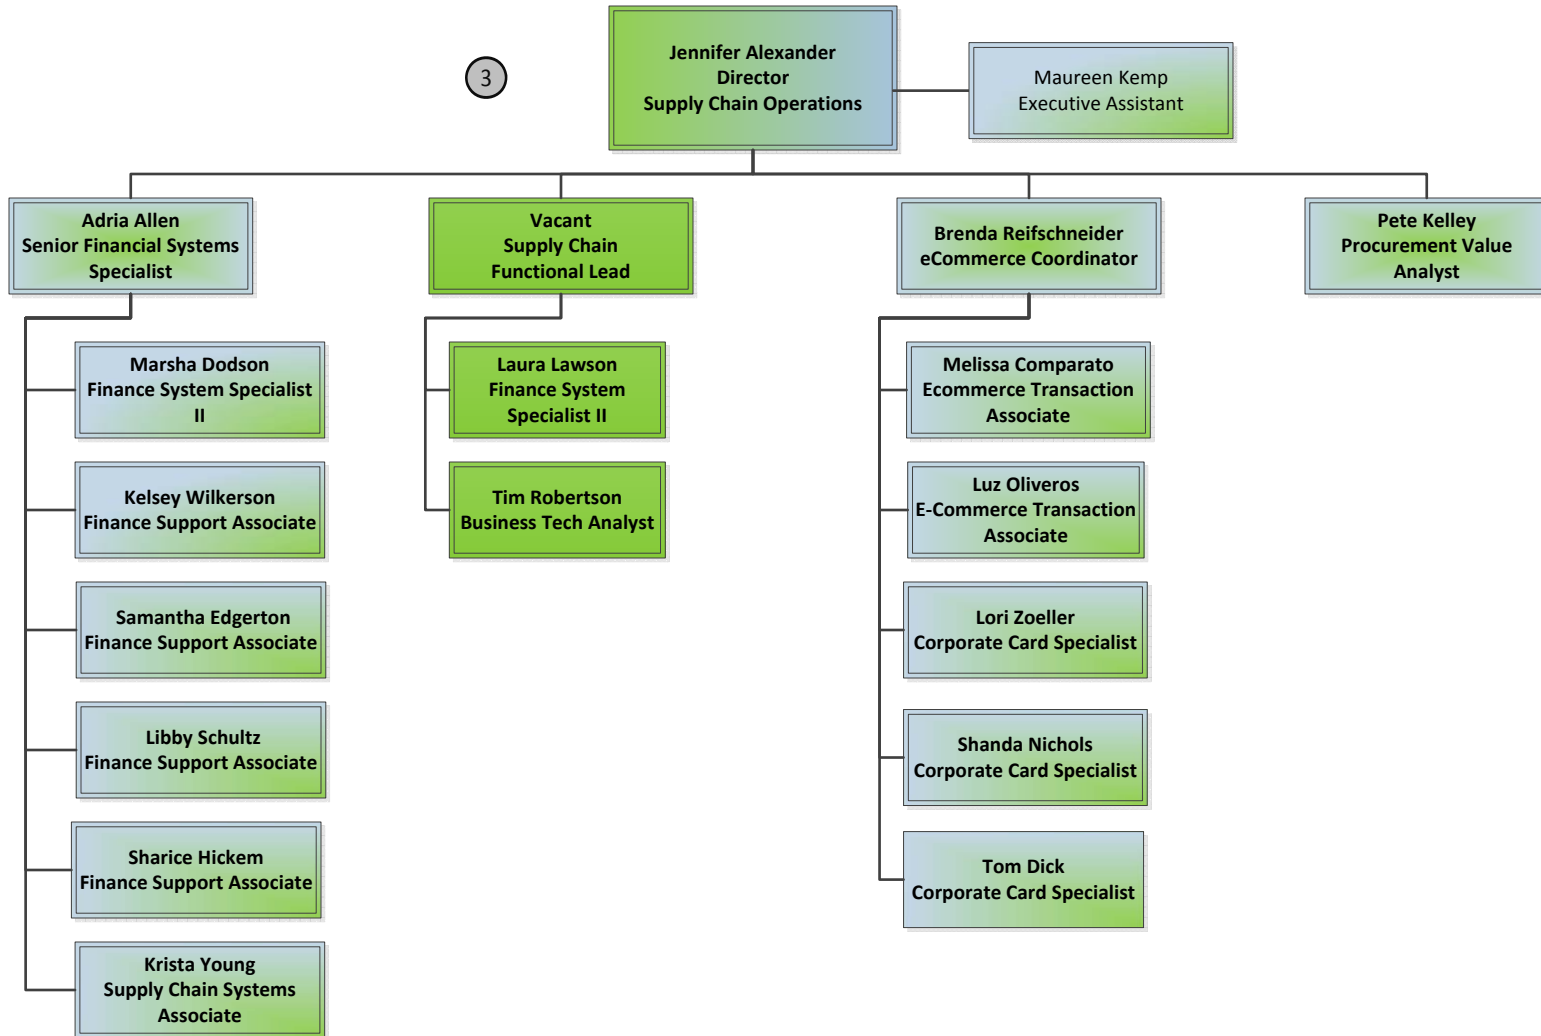 3
Jennifer Alexander
Director
Supply Chain Operations
Maureen Kemp
Executive Assistant
Adria Allen
Senior Financial Systems
Specialist
Vacant
Supply Chain
Functional Lead
Brenda Reifschneider
eCommerce Coordinator
Pete Kelley
Procurement Value
Analyst
Marsha Dodson
Finance System Specialist
II
Kelsey Wilkerson
Finance Support Associate
Samantha Edgerton
Finance Support Associate
Libby Schultz
Finance Support Associate
Sharice Hickem
Finance Support Associate
Krista Young
Supply Chain Systems
Associate
Laura Lawson
Finance System
Specialist II
Tim Robertson
Business Tech Analyst
Melissa Comparato
Ecommerce Transaction
Associate
Luz Oliveros
E-Commerce Transaction
Associate
Lori Zoeller
Corporate Card Specialist
Shanda Nichols
Corporate Card Specialist
Tom Dick
Corporate Card Specialist